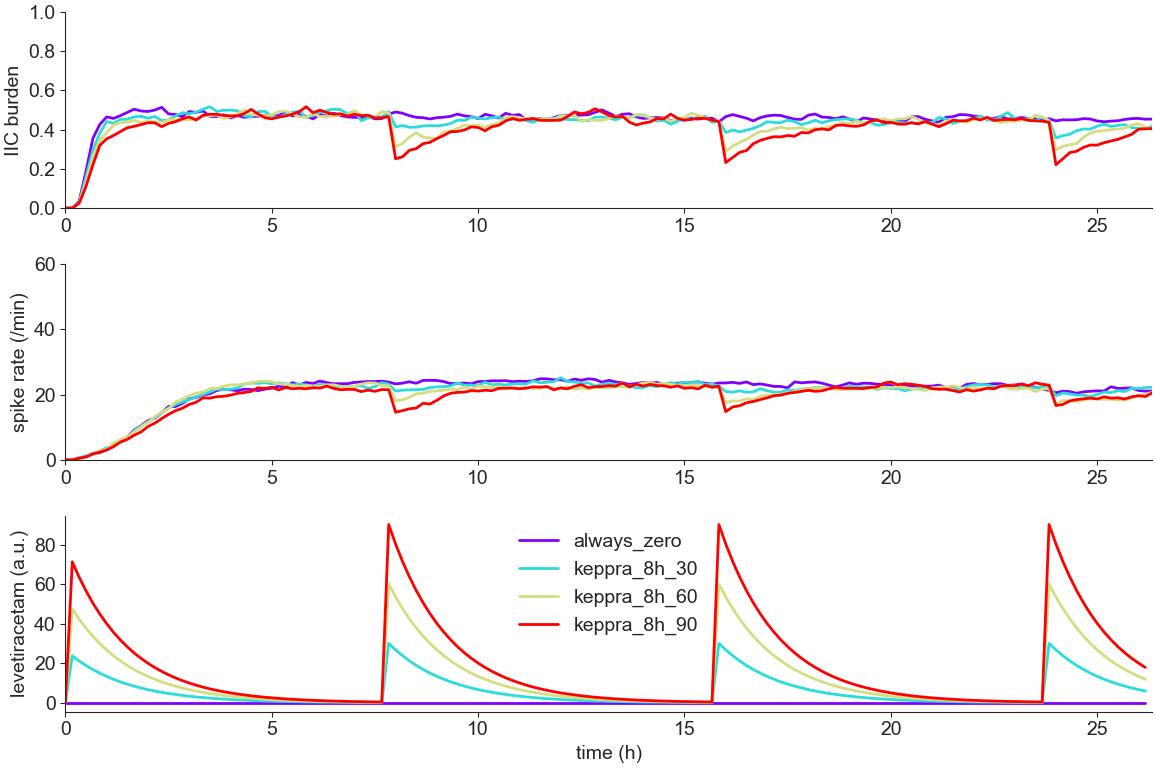 IIC burden
1.0
0.8
0.6
0.4
0.2
0.0
0 5 10 15 20 25
spike rate (/min)
60
40
20
0
0 5 10 15 20 25
levetiracetam (a.u.)
80
60
40
20
0
always_zero
keppra_8h_30
keppra_8h_60
keppra_8h_90
0 5 10 15 20 25
time (h)